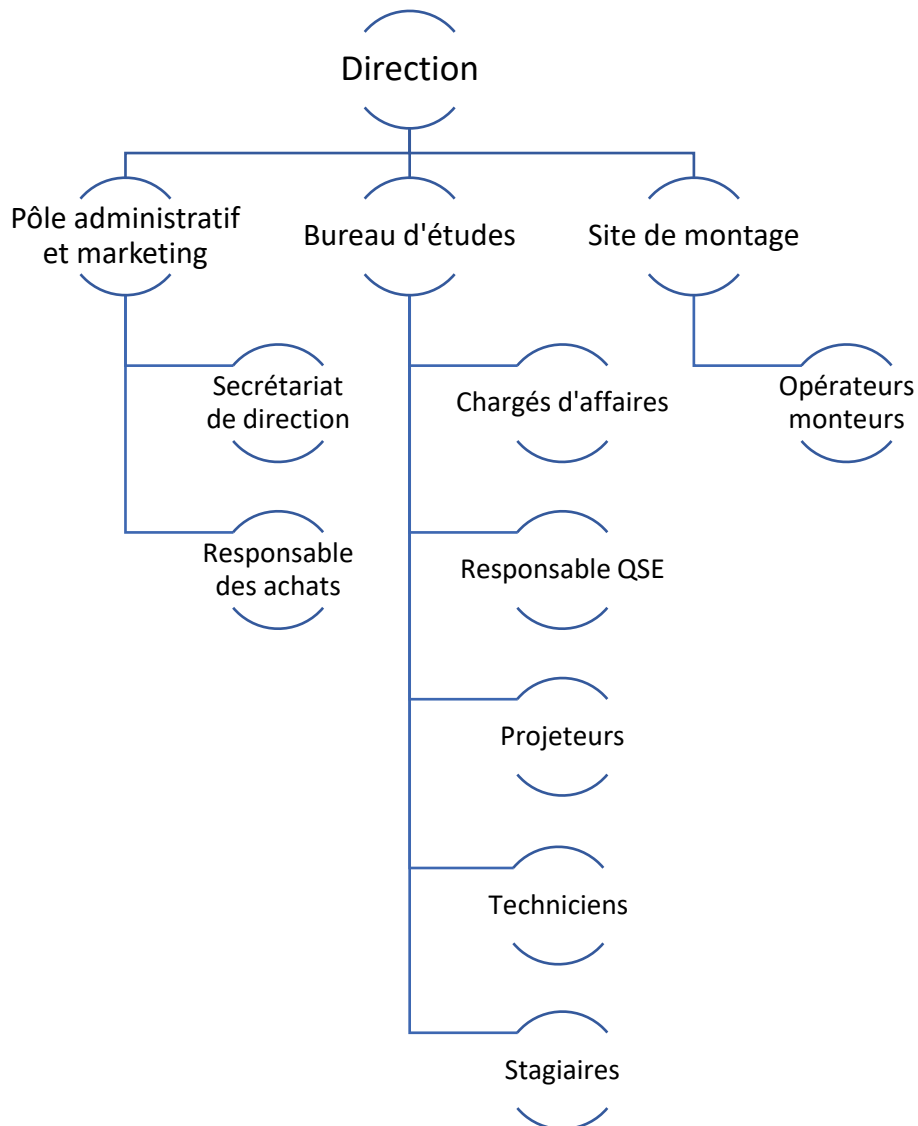 Direction
Pôle administratif
et marketing
Bureau d'études
Site de montage
Secrétariat
de direction
Responsable
des achats
Chargés d'affaires
Responsable QSE
Projeteurs
Techniciens
Stagiaires
Opérateurs
monteurs